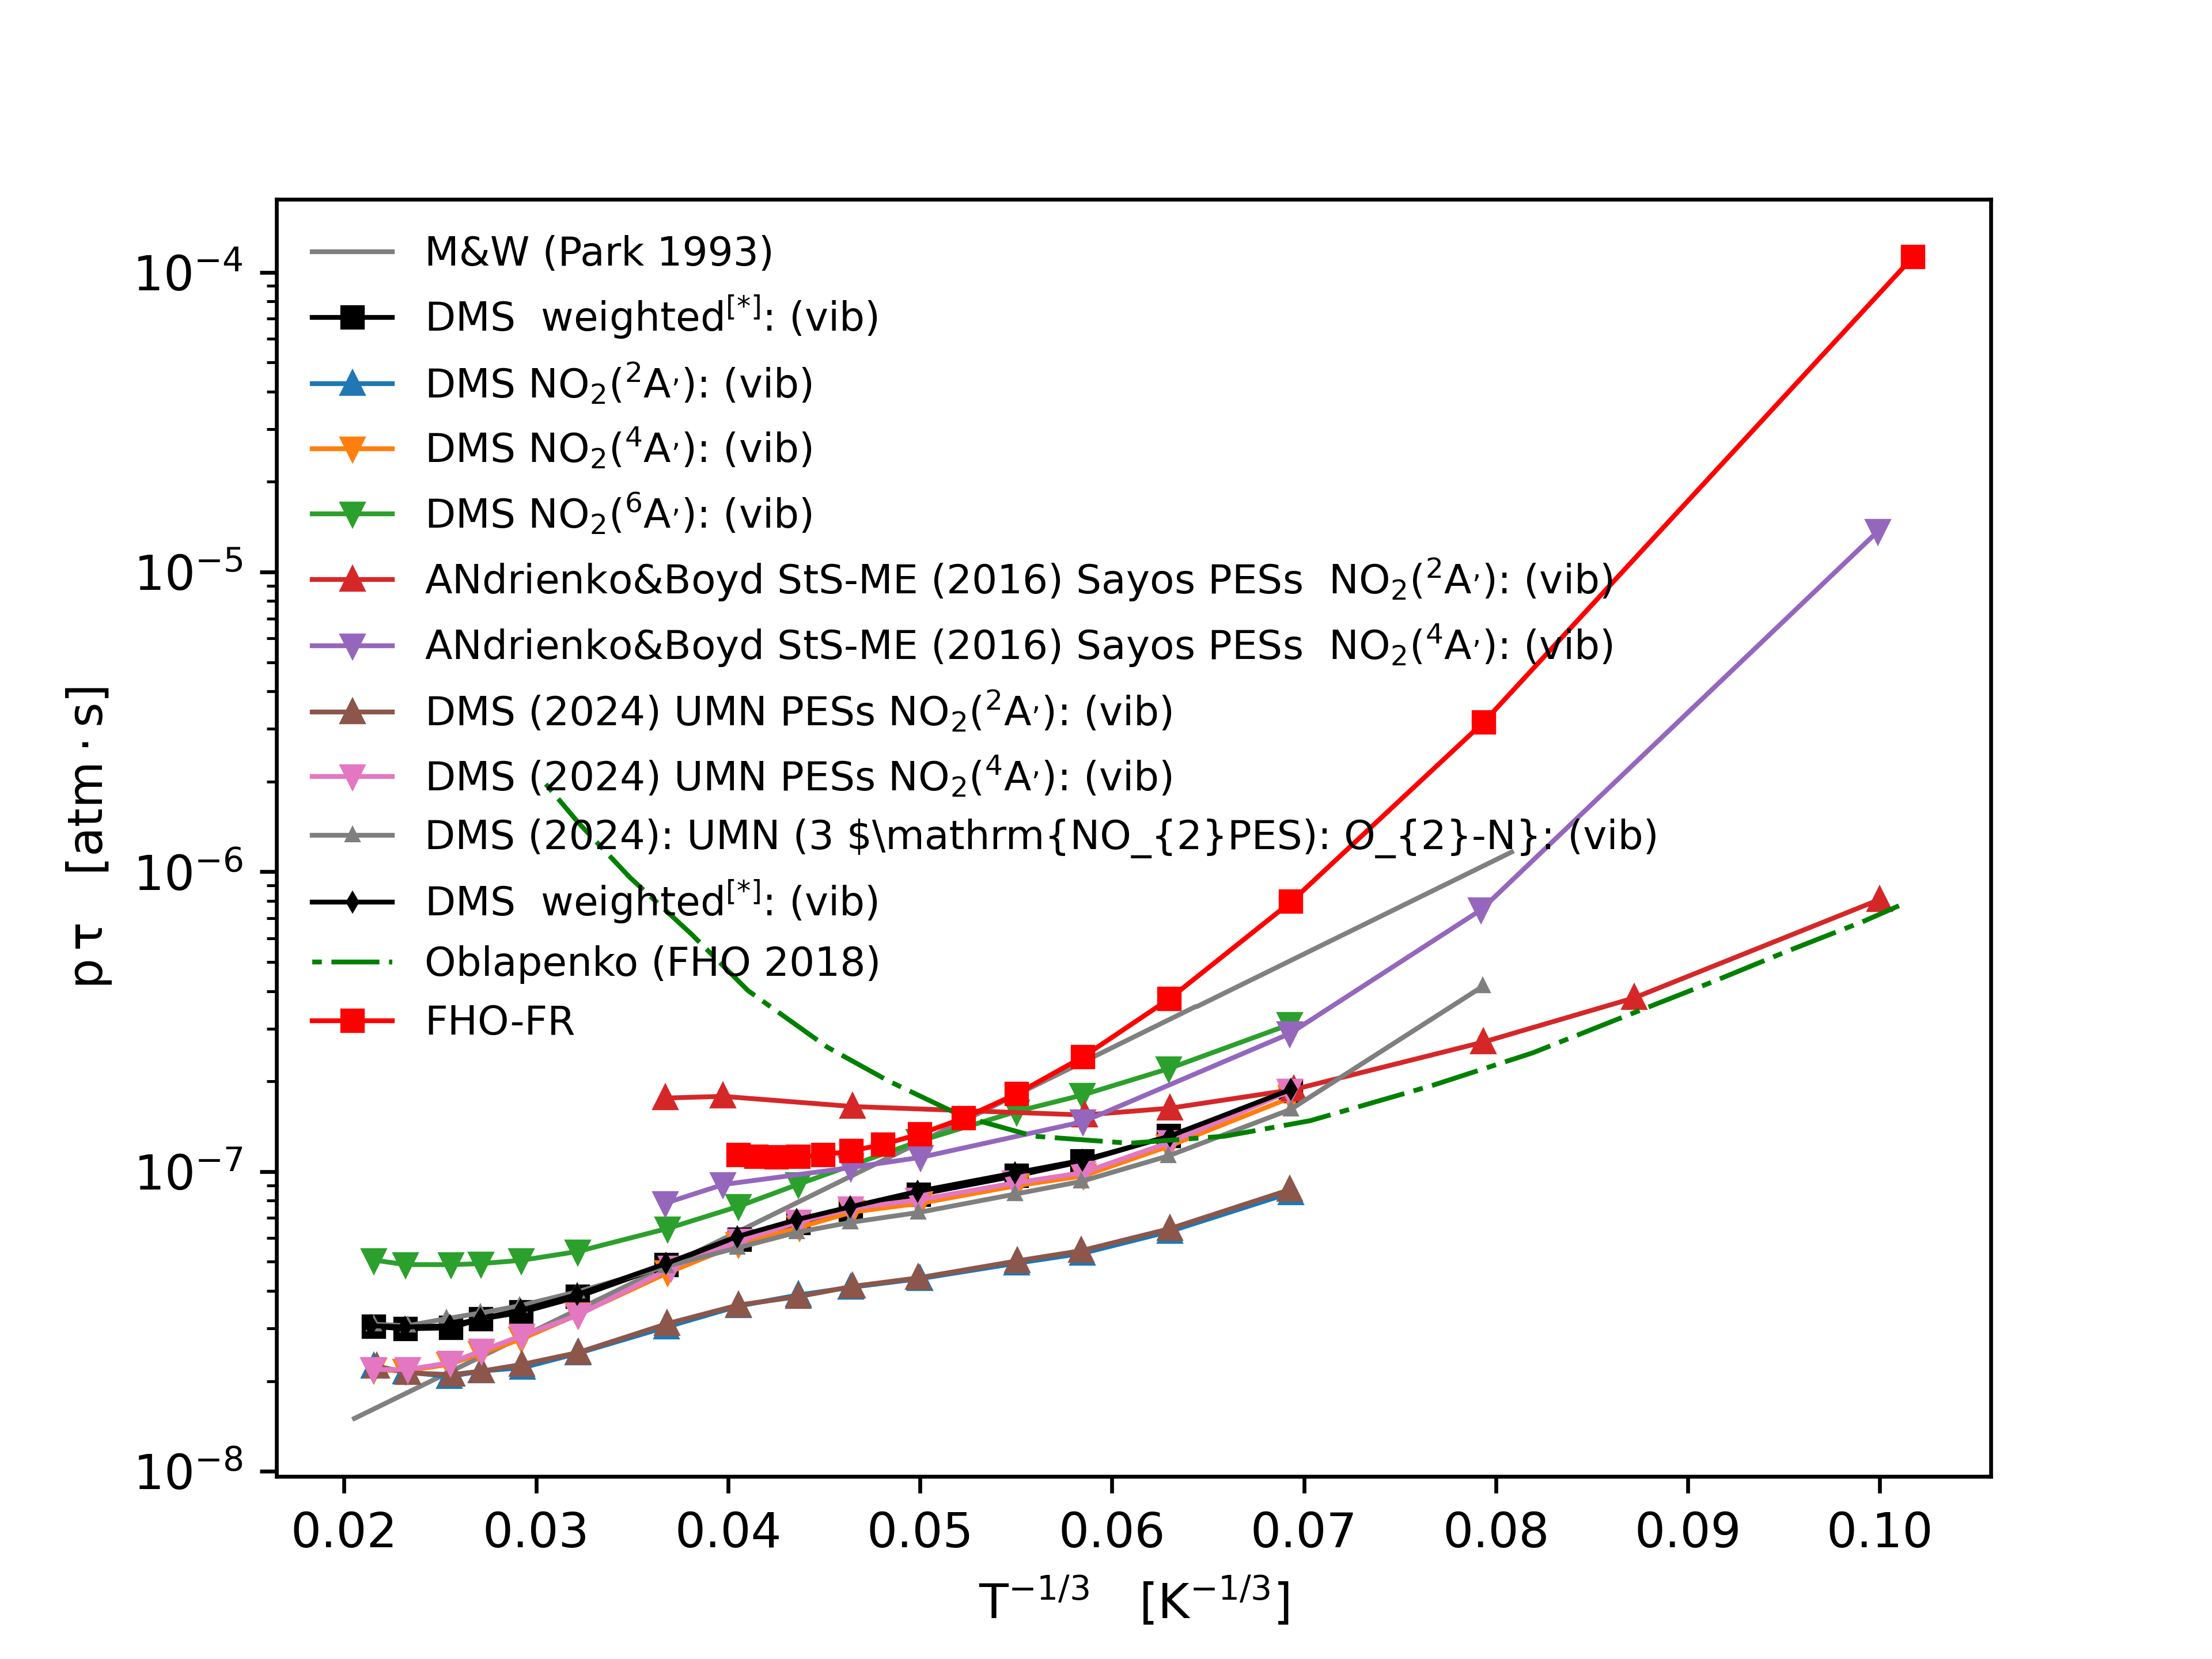 M&W (Park 1993)
DMS  weighted[*]: (vib)
DMS NO₂(²A,): (vib)
DMS NO₂(⁴A,): (vib)
DMS NO₂(⁶A,): (vib)
ANdrienko&Boyd StS-ME (2016) Sayos PESs  NO₂(²A,): (vib)
ANdrienko&Boyd StS-ME (2016) Sayos PESs  NO₂(⁴A,): (vib)
DMS (2024) UMN PESs NO₂(²A,): (vib)
DMS (2024) UMN PESs NO₂(⁴A,): (vib)
DMS (2024): UMN (3 $\mathrm{NO_{2}PES): O_{2}-N}: (vib)
DMS  weighted[*]: (vib)
Oblapenko (FHO 2018)
FHO-FR
10⁻⁴
10⁻⁵
10⁻⁶
10⁻⁷
10⁻⁸
p τ [atm · s]
0.02 0.03 0.04 0.05 0.06 0.07 0.08 0.09 0.10
T⁻¹/³ [K⁻¹/³]